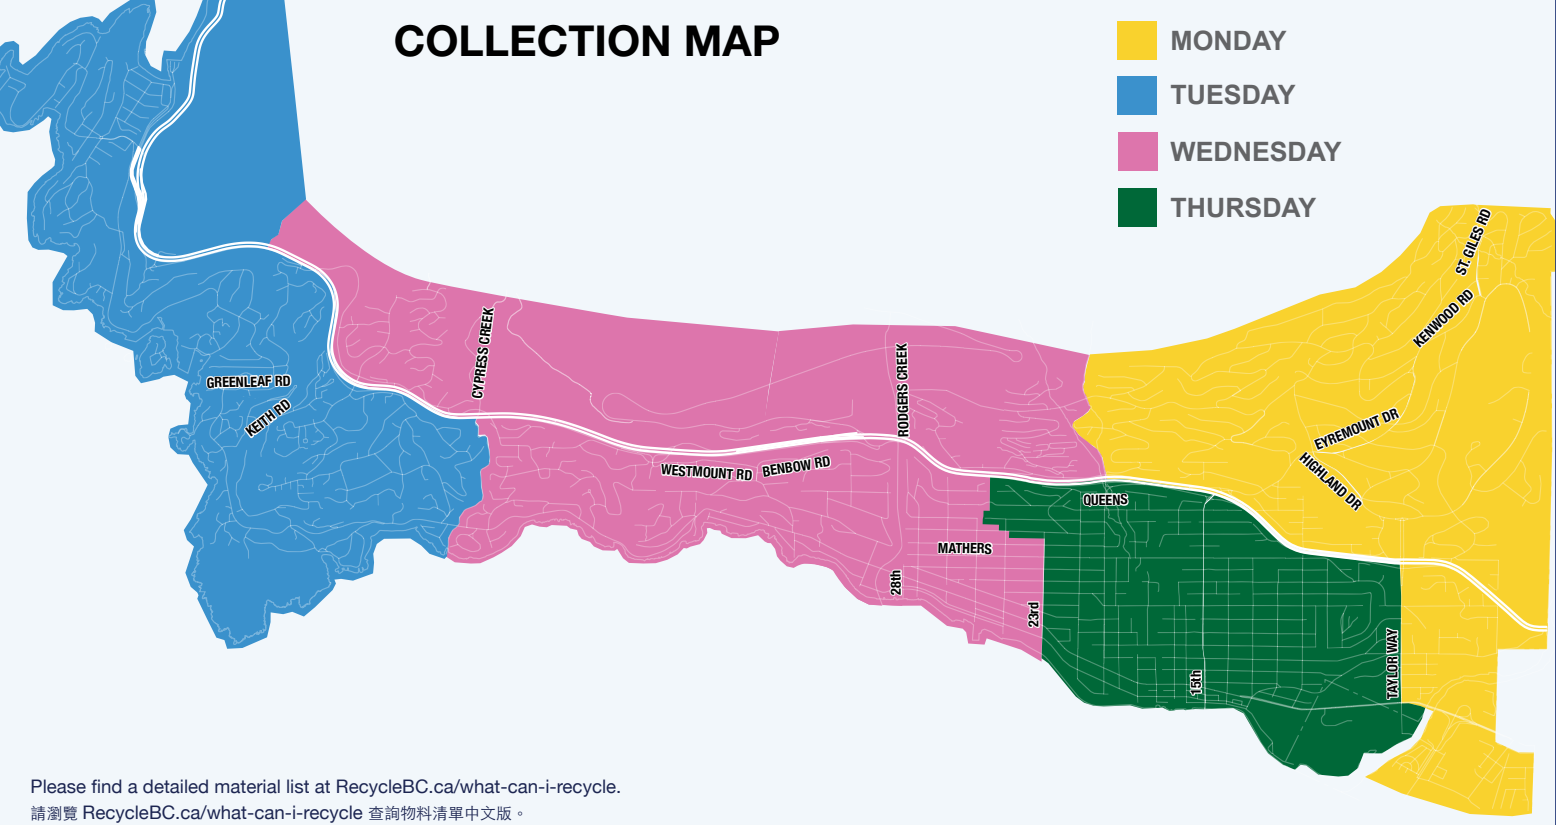 COLLECTION MAP
MONDAY
TUESDAY
WEDNESDAY
THURSDAY
ST. GILES RD
KENWOOD RD
CYPRESS CREEK
RODGERS CREEK
GREENLEAF RD
KEITH RD
EYREMOUNT DR
HIGHLAND DR
WESTMOUNT RD
BENBOW RD
QUEENS
MATHERS
28th
23rd
15th
TAYLOR WAY
Please find a detailed material list at RecycleBC.ca/what-can-i-recycle.
請瀏覽 RecycleBC.ca/what-can-i-recycle 查詢物料清單中文版。